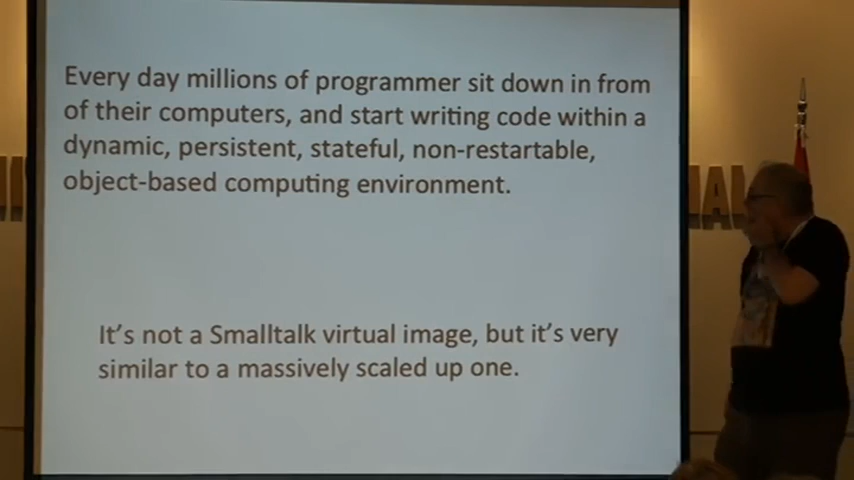 Every day millions of programmer sit down in from
of their computers, and start writing code within a
dynamic, persistent, stateful, non-restartable,
object-based computing environment.
It's not a Smalltalk virtual image, but it's very
similar to a massively scaled up one.